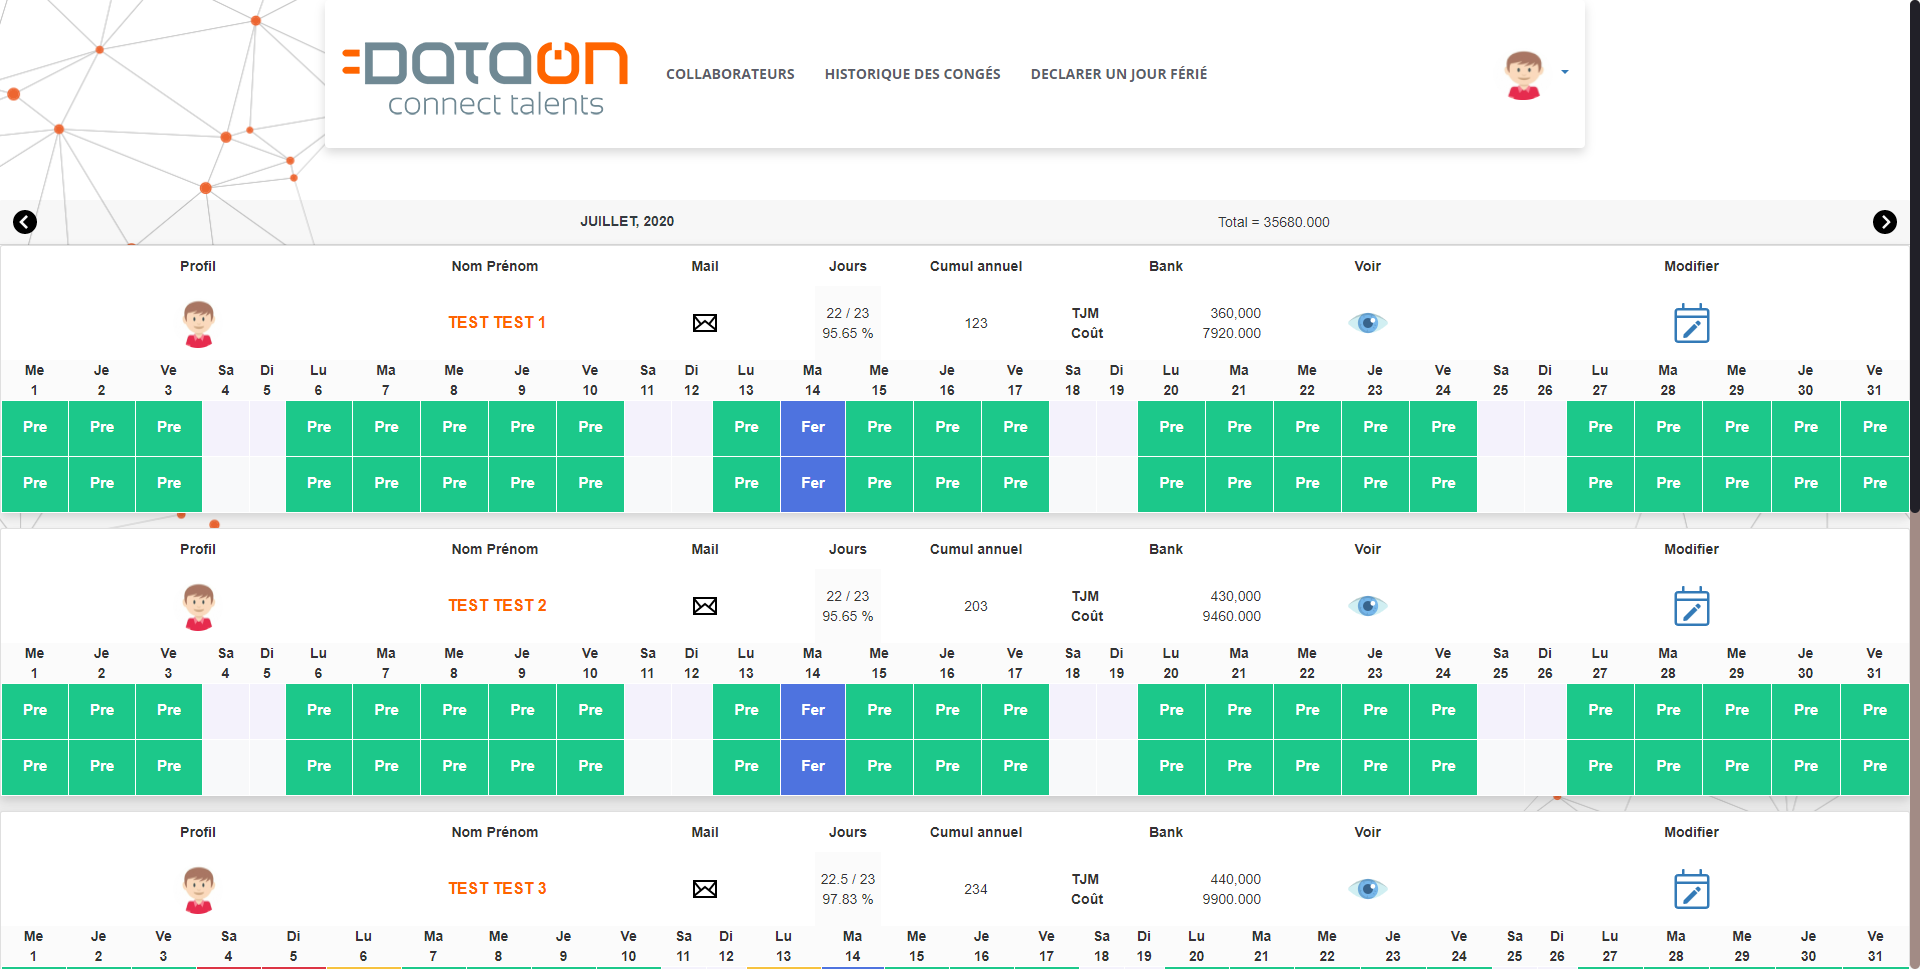 DATAON
connect talents
COLLABORATEURS HISTORIQUE DES CONGÉS DECLARER UN JOUR FÉRIÉ
JUILLET, 2020 Total = 35680.000
Profil Nom Prénom Mail Jours Cumul annuel Bank Voir Modifier
TEST TEST 1 22 / 23 95.65 % 123 TJM 360,000 Coût 7920.000
Me Je Ve Sa Di Lu Ma Me Je Ve Sa Di Lu Ma Me Je Ve Sa Di Lu Ma Me Je Ve Sa Di Lu Ma Me Je Ve
1 2 3 4 5 6 7 8 9 10 11 12 13 14 15 16 17 18 19 20 21 22 23 24 25 26 27 28 29 30 31
Pre Pre Pre Pre Pre Pre Pre Pre Pre Fer Pre Pre Pre Pre Pre Pre Pre Pre Pre Pre Pre Pre Pre
Pre Pre Pre Pre Pre Pre Pre Pre Pre Fer Pre Pre Pre Pre Pre Pre Pre Pre Pre Pre Pre Pre Pre
Profil Nom Prénom Mail Jours Cumul annuel Bank Voir Modifier
TEST TEST 2 22 / 23 95.65 % 203 TJM 430,000 Coût 9460.000
Me Je Ve Sa Di Lu Ma Me Je Ve Sa Di Lu Ma Me Je Ve Sa Di Lu Ma Me Je Ve Sa Di Lu Ma Me Je Ve
1 2 3 4 5 6 7 8 9 10 11 12 13 14 15 16 17 18 19 20 21 22 23 24 25 26 27 28 29 30 31
Pre Pre Pre Pre Pre Pre Pre Pre Pre Fer Pre Pre Pre Pre Pre Pre Pre Pre Pre Pre Pre Pre Pre
Pre Pre Pre Pre Pre Pre Pre Pre Pre Fer Pre Pre Pre Pre Pre Pre Pre Pre Pre Pre Pre Pre Pre
Profil Nom Prénom Mail Jours Cumul annuel Bank Voir Modifier
TEST TEST 3 22.5 / 23 97.83 % 234 TJM 440,000 Coût 9900.000
Me Je Ve Sa Di Lu Ma Me Je Ve Sa Di Lu Ma Me Je Ve Sa Di Lu Ma Me Je Ve Sa Di Lu Ma Me Je Ve
1 2 3 4 5 6 7 8 9 10 11 12 13 14 15 16 17 18 19 20 21 22 23 24 25 26 27 28 29 30 31